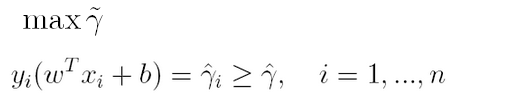 max γ̃
yᵢ(wᵀxᵢ + b) = γ̂ᵢ ≥ γ̂, i = 1, ..., n